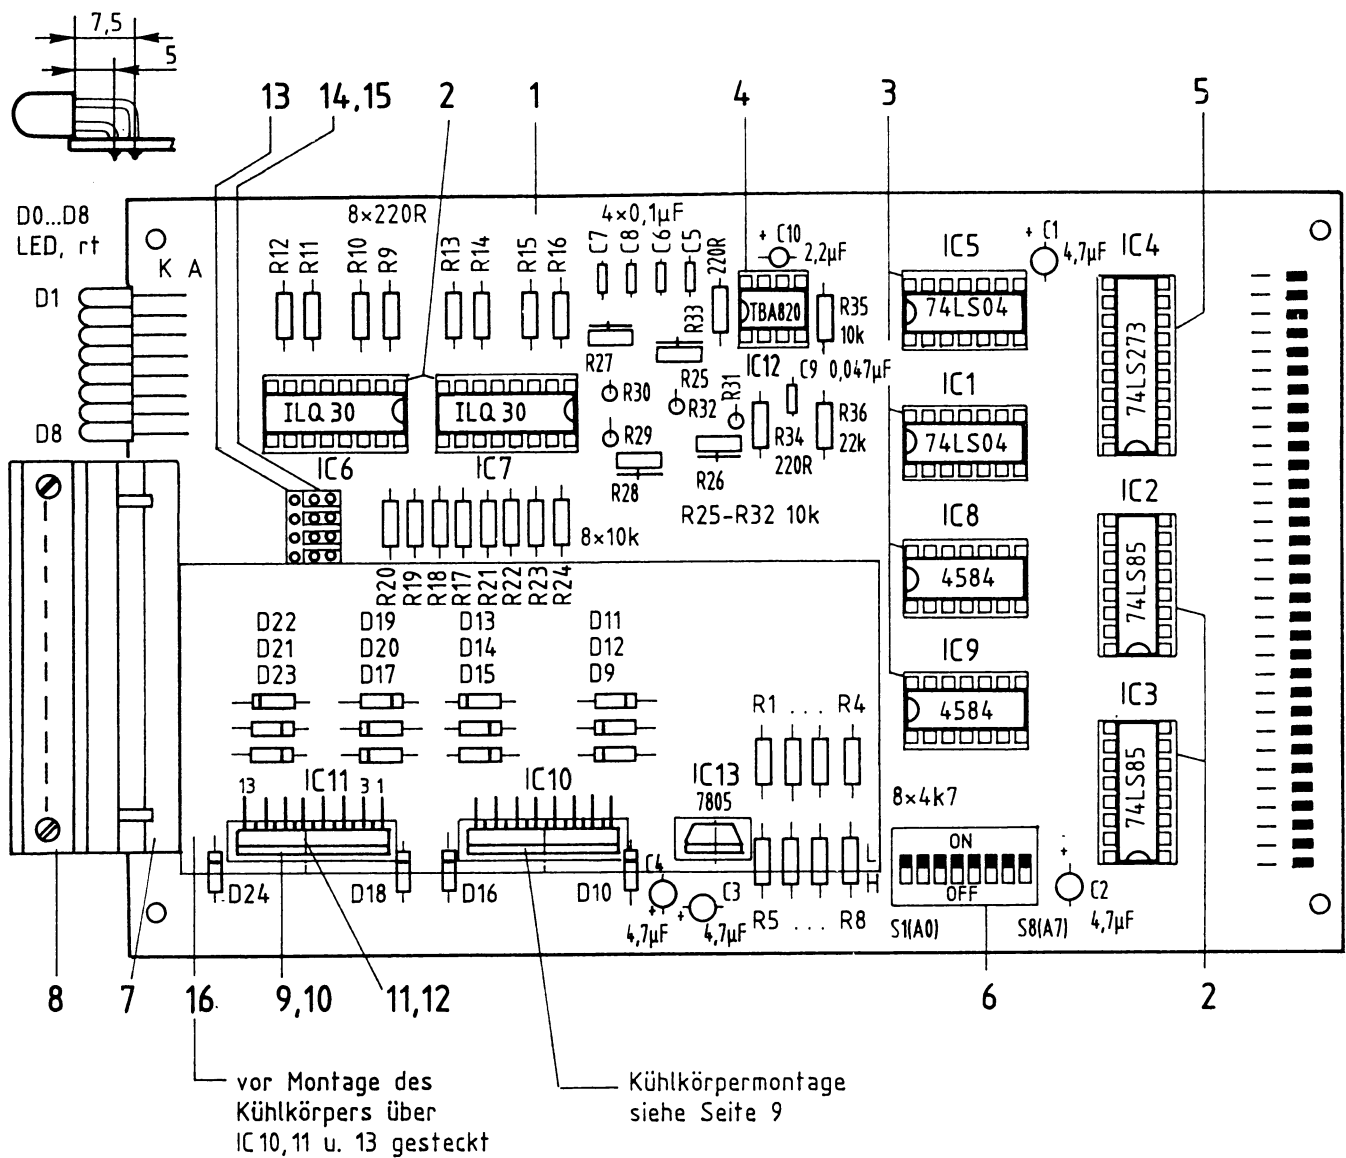 7,5
5
13
14,15
2
1
4
3
5
D0...D8
LED, rt
K A
D1
D8
8×220R
4×0,1µF
R12
R11
R10
R9
R13
R14
R15
R16
C7
C8
C6
C5
220R
+ C10
2,2µF
IC5
+ C1
4,7µF
IC4
TBA820
R35
10k
74LS04
74LS273
R27
R33
R25
IC12
C9 0,047µF
IC1
R30
R32
R31
R29
R34
220R
R36
22k
74LS04
ILQ 30
ILQ 30
IC6
IC7
R28
R26
R25-R32 10k
8×10k
IC8
IC2
4584
74LS85
R20
R19
R18
R17
R21
R22
R23
R24
D22
D21
D23
D19
D20
D17
D13
D14
D15
D11
D12
D9
IC9
4584
IC3
74LS85
R1 ... R4
13
IC11
3 1
IC10
IC13
7805
8×4k7
ON
OFF
L
H
D24
D18
D16
D10
C4
+
4,7µF
C3
+
4,7µF
R5 ... R8
S1(A0)
S8(A7)
+
C2
4,7µF
8
7
16
9,10
11,12
6
2
vor Montage des
Kühlkörpers über
IC10,11 u. 13 gesteckt
Kühlkörpermontage
siehe Seite 9